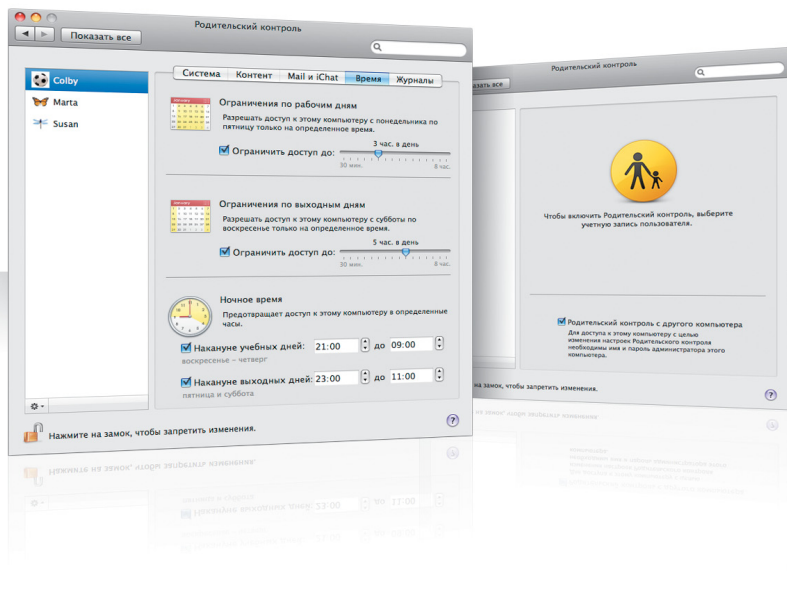 Родительский контроль
Показать все
Colby
Marta
Susan
Система Контент Mail и iChat Время Журналы
Ограничения по рабочим дням
Разрешать доступ к этому компьютеру с понедельника по
пятницу только на определенное время.
3 час. в день
Ограничить доступ до:
30 мин. 8 час.
Ограничения по выходным дням
Разрешать доступ к этому компьютеру с субботы по
воскресенье только на определенное время.
5 час. в день
Ограничить доступ до:
30 мин. 8 час.
Ночное время
Предотвращает доступ к этому компьютеру в определенные
часы.
Накануне учебных дней: 21:00 до 09:00
воскресенье – четверг
Накануне выходных дней: 23:00 до 11:00
пятница и суббота
Нажмите на замок, чтобы запретить изменения.
?
Родительский контроль
все
Чтобы включить Родительский контроль, выберите
учетную запись пользователя.
Родительский контроль с другого компьютера
Для доступа к этому компьютеру с целью
изменения настроек Родительского контроля
необходимы имя и пароль администратора этого
компьютера.
на замок, чтобы запретить изменения.
?